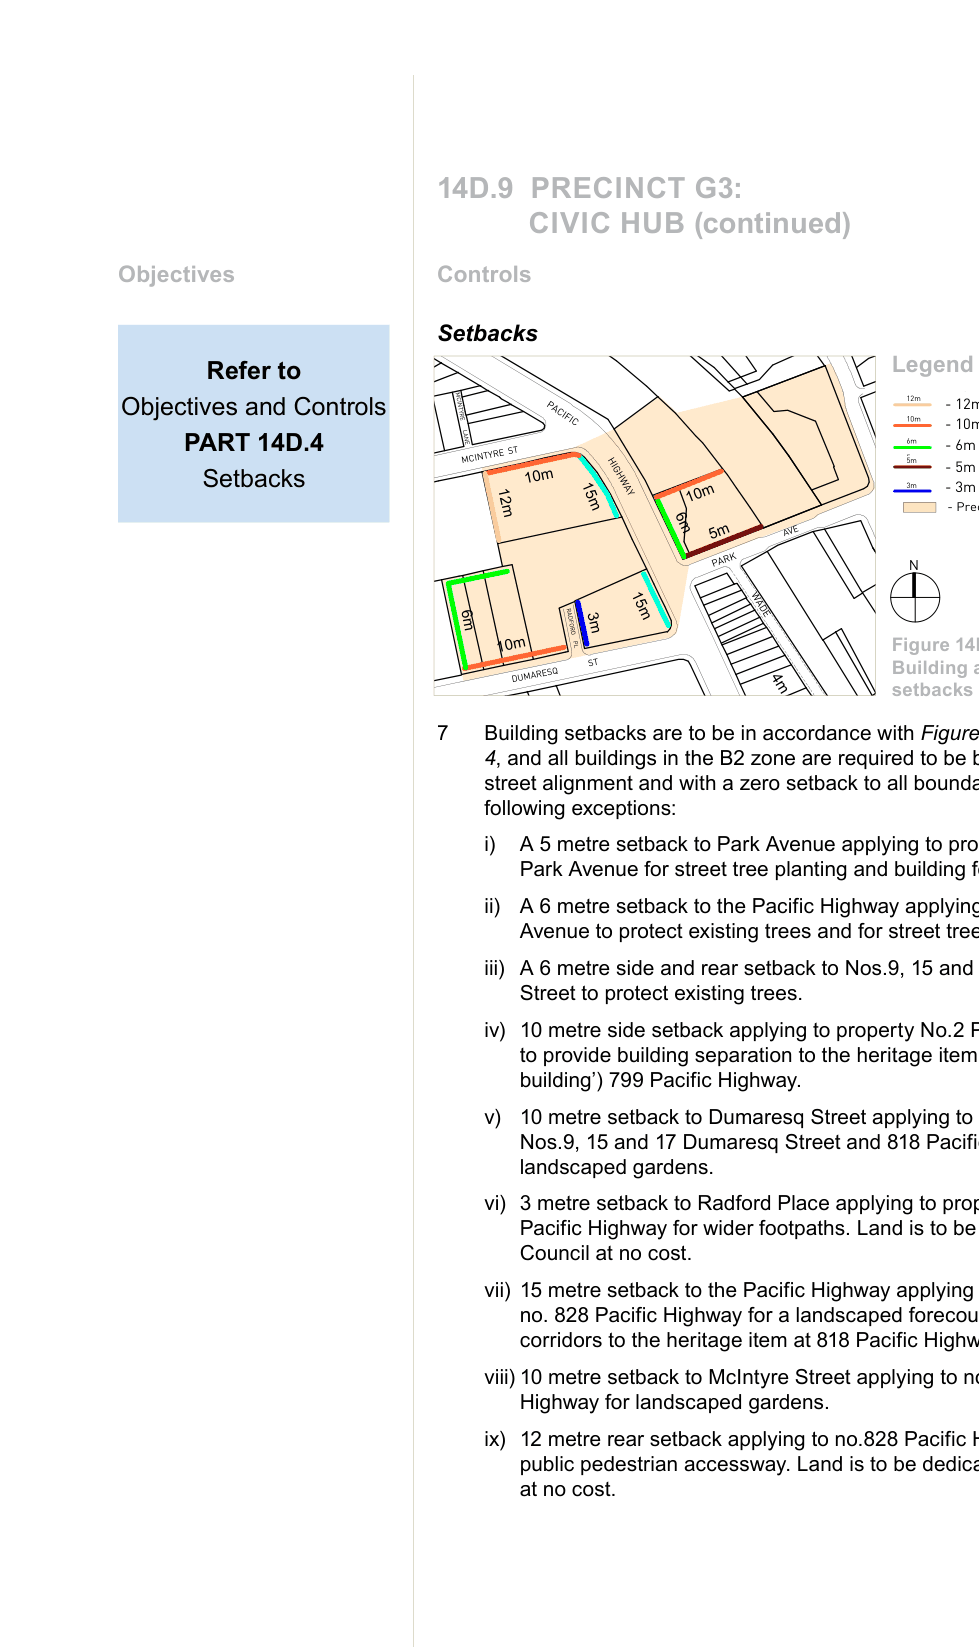 14D.9 PRECINCT G3:
CIVIC HUB (continued)
Objectives
Controls
Refer to
Objectives and Controls
PART 14D.4
Setbacks
Setbacks
PACIFIC
HIGHWAY
MCINTYRE LANE
MCINTYRE ST
10m
12m
15m
10m
6m
5m
PARK
AVE
WADE
6m
10m
RADFORD PL
3m
15m
DUMARESQ
ST
4m
Legend
12m - 12m
10m - 10m
6m - 6m
5m - 5m
3m - 3m
- Prec
N
Figure 14
Building a
setbacks
7 Building setbacks are to be in accordance with Figure
4, and all buildings in the B2 zone are required to be b
street alignment and with a zero setback to all bounda
following exceptions:
i) A 5 metre setback to Park Avenue applying to pro
Park Avenue for street tree planting and building f
ii) A 6 metre setback to the Pacific Highway applying
Avenue to protect existing trees and for street tree
iii) A 6 metre side and rear setback to Nos.9, 15 and
Street to protect existing trees.
iv) 10 metre side setback applying to property No.2 P
to provide building separation to the heritage item
building’) 799 Pacific Highway.
v) 10 metre setback to Dumaresq Street applying to
Nos.9, 15 and 17 Dumaresq Street and 818 Pacific
landscaped gardens.
vi) 3 metre setback to Radford Place applying to prop
Pacific Highway for wider footpaths. Land is to be
Council at no cost.
vii) 15 metre setback to the Pacific Highway applying
no. 828 Pacific Highway for a landscaped forecou
corridors to the heritage item at 818 Pacific Highw
viii) 10 metre setback to McIntyre Street applying to no
Highway for landscaped gardens.
ix) 12 metre rear setback applying to no.828 Pacific H
public pedestrian accessway. Land is to be dedica
at no cost.